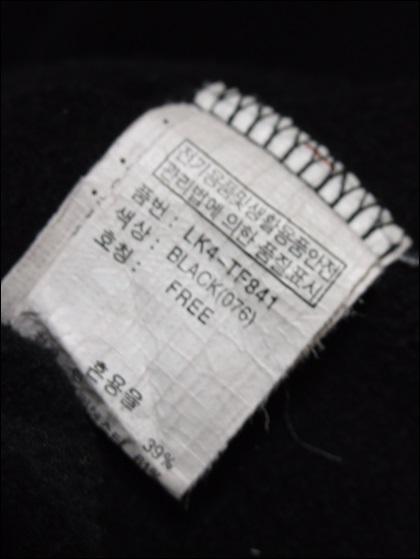 전기용품및생활용품안전
관리법에 의한 품질표시
품번 : LK4-TF841
색상 : BLACK(076)
호칭 : FREE
혼용율
39%
61%